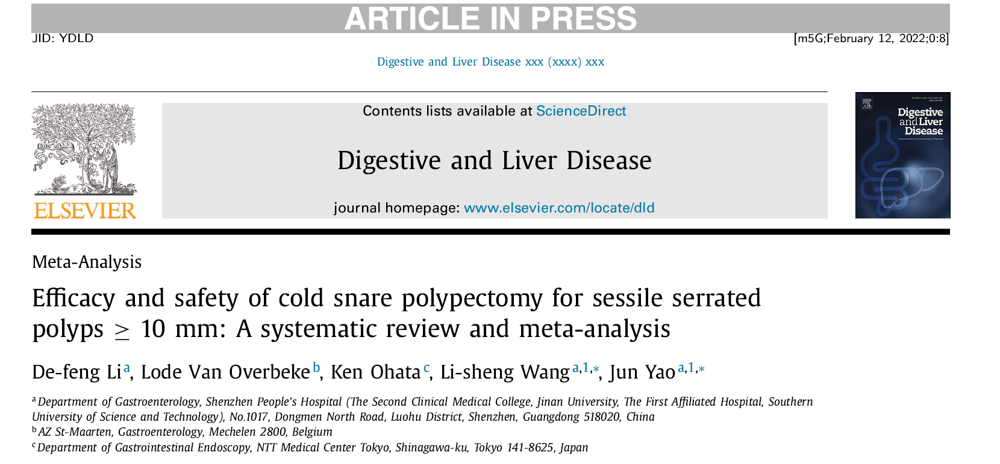 ARTICLE IN PRESS
JID: YDLD
[m5G;February 12, 2022;0:8]
Digestive and Liver Disease xxx (xxxx) xxx
Contents lists available at ScienceDirect
Digestive and Liver Disease
journal homepage: www.elsevier.com/locate/dld
NON SOLUS
ELSEVIER
Digestive
and Liver
Disease
Meta-Analysis
Efficacy and safety of cold snare polypectomy for sessile serrated
polyps ≥ 10 mm: A systematic review and meta-analysis
De-feng Li a, Lode Van Overbeke b, Ken Ohata c, Li-sheng Wang a,1,*, Jun Yao a,1,*
a Department of Gastroenterology, Shenzhen People's Hospital (The Second Clinical Medical College, Jinan University, The First Affiliated Hospital, Southern
University of Science and Technology), No.1017, Dongmen North Road, Luohu District, Shenzhen, Guangdong 518020, China
b AZ St-Maarten, Gastroenterology, Mechelen 2800, Belgium
c Department of Gastrointestinal Endoscopy, NTT Medical Center Tokyo, Shinagawa-ku, Tokyo 141-8625, Japan